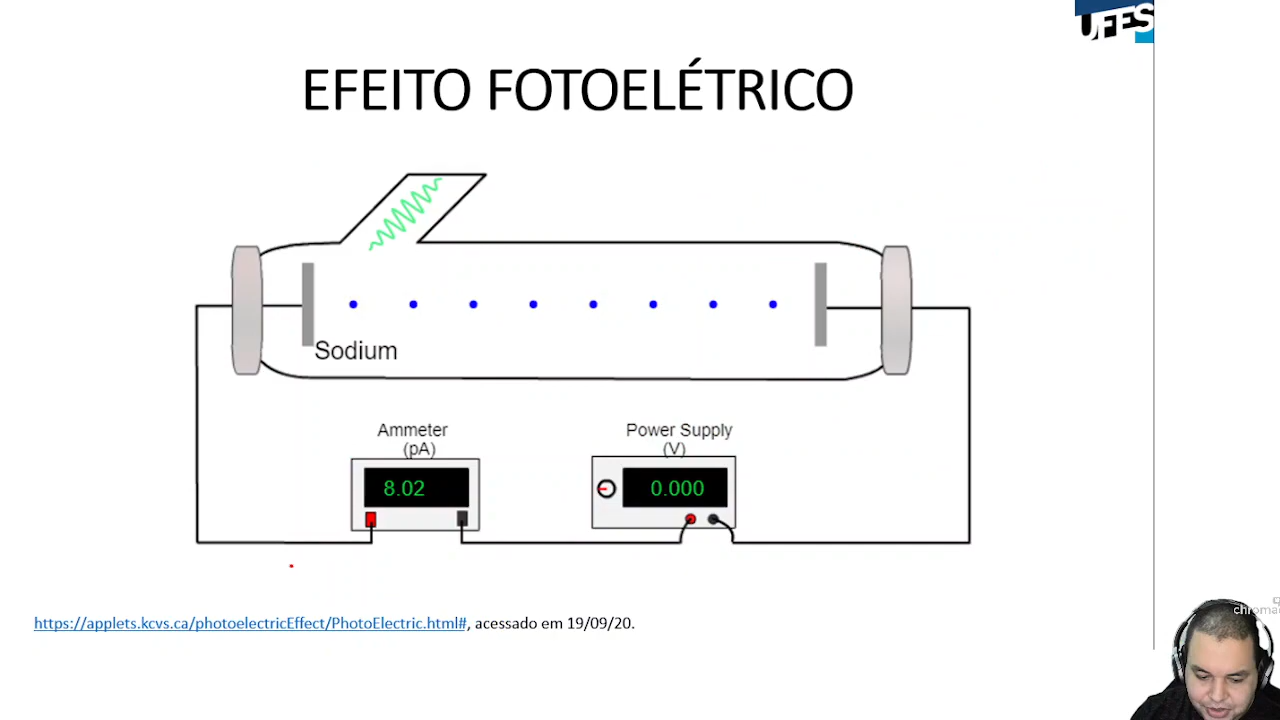 UFES
EFEITO FOTOELÉTRICO
Sodium
Ammeter
(pA)
8.02
Power Supply
(V)
0.000
https://applets.kcvs.ca/photoelectricEffect/PhotoElectric.html#, acessado em 19/09/20.